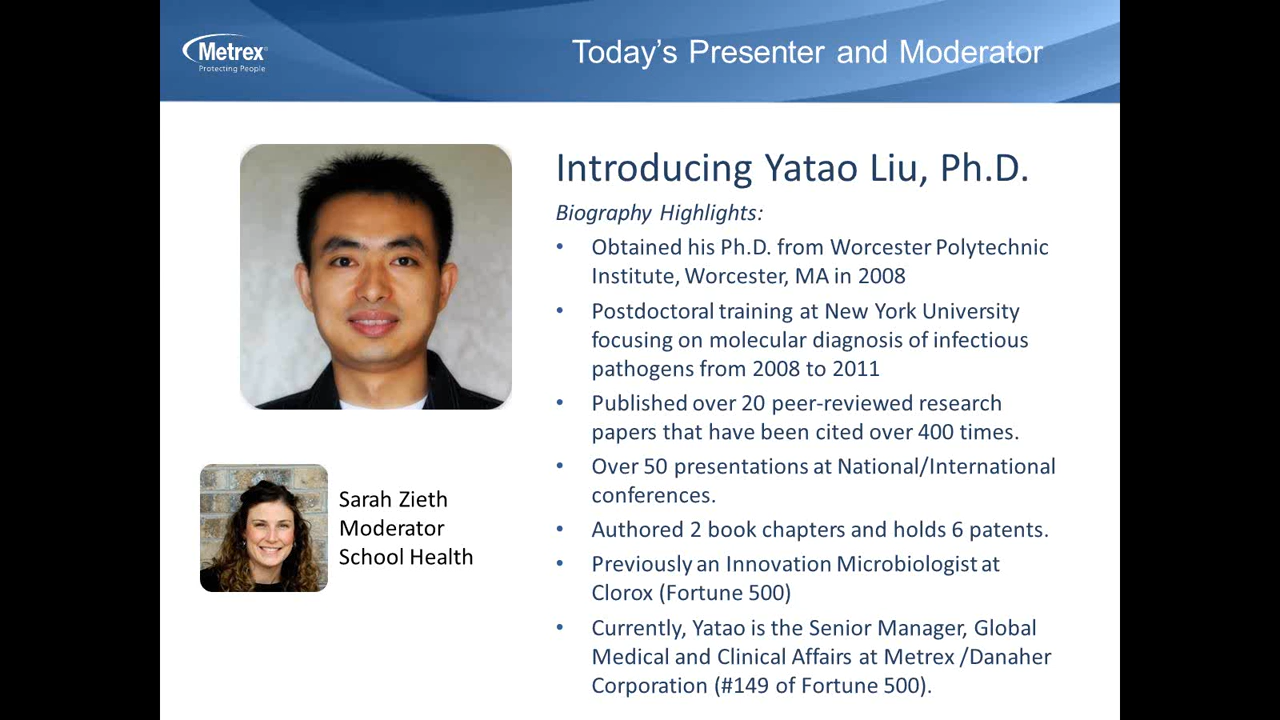 Metrex
Protecting People
Today's Presenter and Moderator
Introducing Yatao Liu, Ph.D.
Biography Highlights:
• Obtained his Ph.D. from Worcester Polytechnic
Institute, Worcester, MA in 2008
• Postdoctoral training at New York University
focusing on molecular diagnosis of infectious
pathogens from 2008 to 2011
• Published over 20 peer-reviewed research
papers that have been cited over 400 times.
• Over 50 presentations at National/International
conferences.
• Authored 2 book chapters and holds 6 patents.
• Previously an Innovation Microbiologist at
Clorox (Fortune 500)
• Currently, Yatao is the Senior Manager, Global
Medical and Clinical Affairs at Metrex /Danaher
Corporation (#149 of Fortune 500).
Sarah Zieth
Moderator
School Health